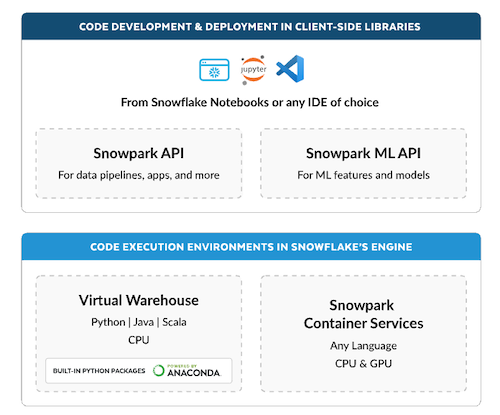 CODE DEVELOPMENT & DEPLOYMENT IN CLIENT-SIDE LIBRARIES
jupyter
From Snowflake Notebooks or any IDE of choice
Snowpark API
For data pipelines, apps, and more
Snowpark ML API
For ML features and models
CODE EXECUTION ENVIRONMENTS IN SNOWFLAKE'S ENGINE
Virtual Warehouse
Python | Java | Scala
CPU
BUILT-IN PYTHON PACKAGES
POWERED BY
ANACONDA
Snowpark
Container Services
Any Language
CPU & GPU